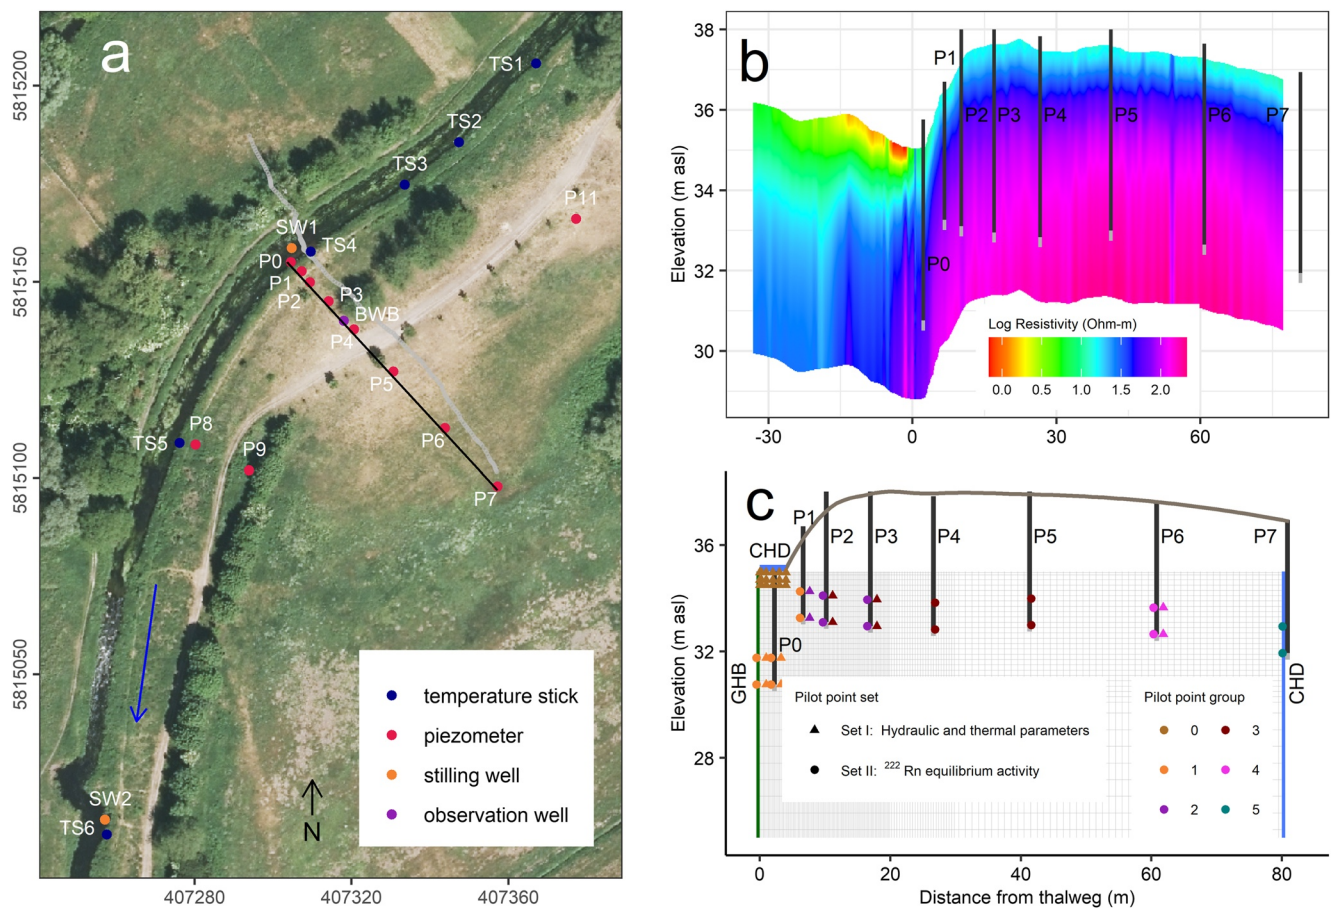 a
5815200
5815150
5815100
5815050
TS1
TS2
TS3
P11
SW1
TS4
P0
P1
P2
P3
BWB
P4
P5
P6
P7
P8
TS5
P9
SW2
TS6
N
temperature stick
piezometer
stilling well
observation well
407280
407320
407360
b
Elevation (m asl)
38
36
34
32
30
P1
P2
P3
P4
P5
P6
P7
P0
Log Resistivity (Ohm-m)
0.0 0.5 1.0 1.5 2.0
-30 0 30 60
c
Elevation (m asl)
36
32
28
CHD
P1
P2
P3
P4
P5
P6
P7
P0
GHB
CHD
Pilot point set
Set I: Hydraulic and thermal parameters
Set II: 222 Rn equilibrium activity
Pilot point group
0 3
1 4
2 5
0 20 40 60 80
Distance from thalweg (m)